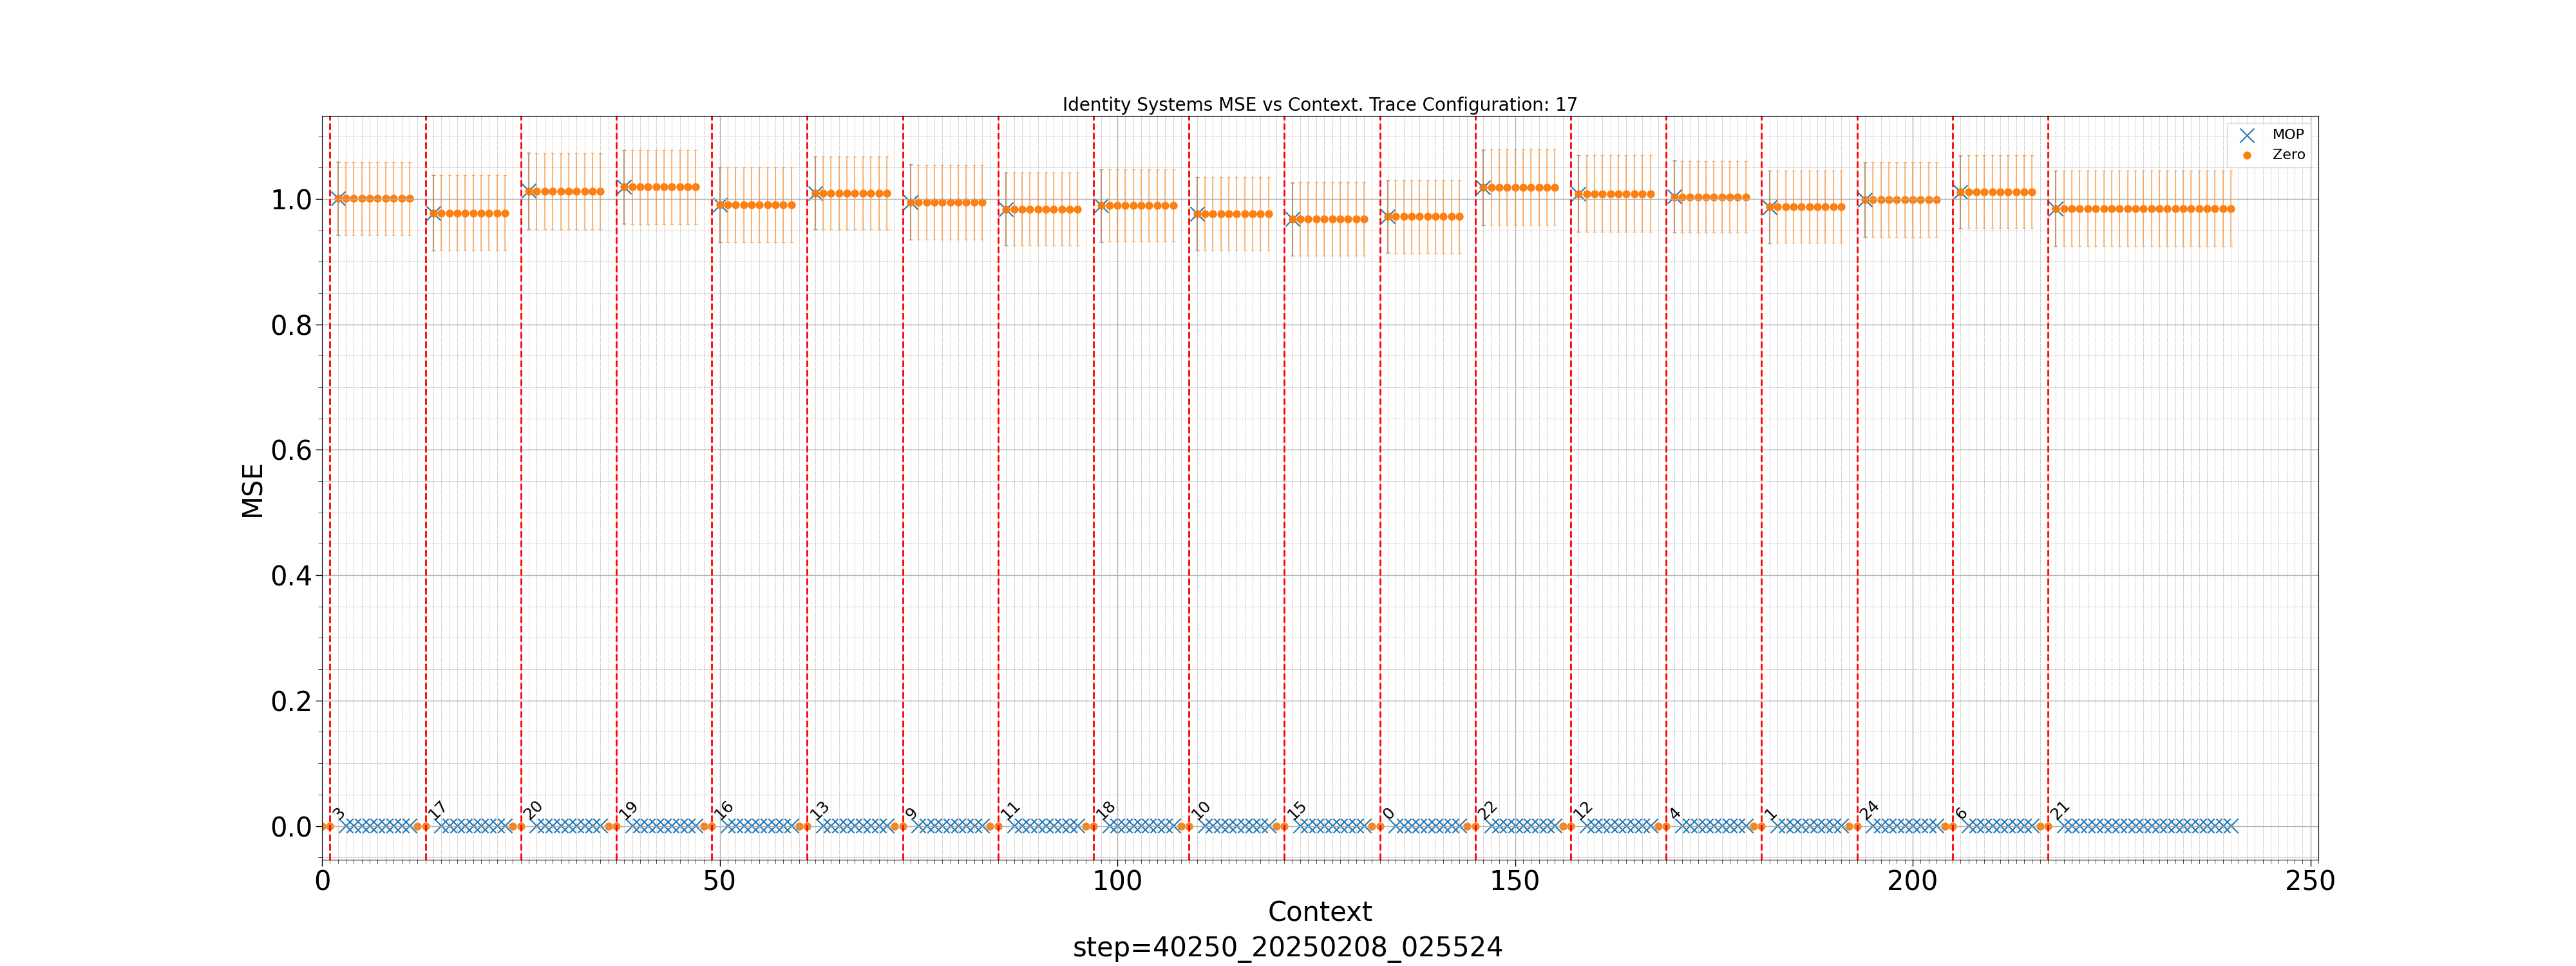 Identity Systems MSE vs Context. Trace Configuration: 17
MOP
Zero
1.0
0.8
0.6
0.4
0.2
0.0
MSE
3 17 20 19 16 13 9 11 18 10 15 0 22 12 4 1 24 6 21
0 50 100 150 200 250
Context
step=40250_20250208_025524